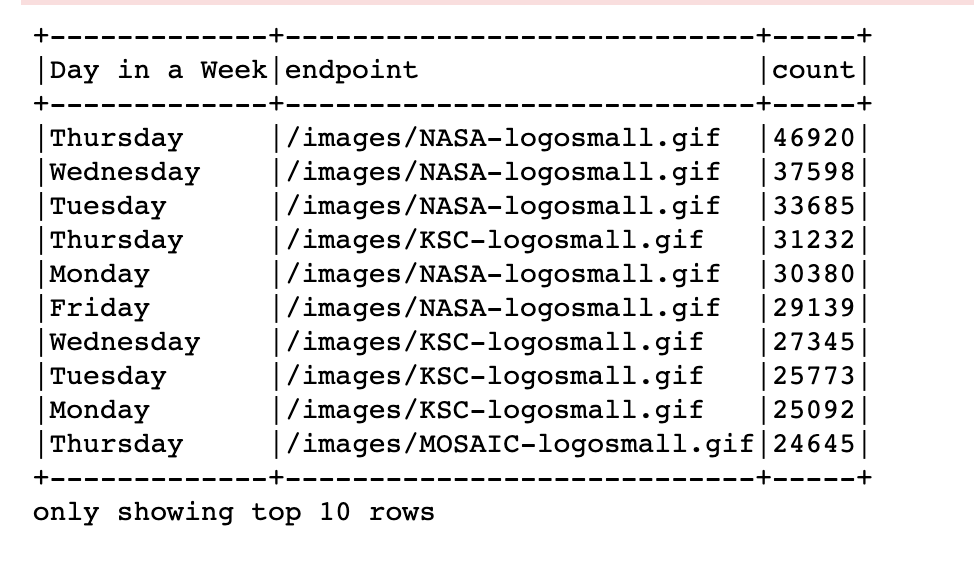 +-------------+----------------------------+-----+
|Day in a Week|endpoint                    |count|
+-------------+----------------------------+-----+
|Thursday     |/images/NASA-logosmall.gif  |46920|
|Wednesday    |/images/NASA-logosmall.gif  |37598|
|Tuesday      |/images/NASA-logosmall.gif  |33685|
|Thursday     |/images/KSC-logosmall.gif   |31232|
|Monday       |/images/NASA-logosmall.gif  |30380|
|Friday       |/images/NASA-logosmall.gif  |29139|
|Wednesday    |/images/KSC-logosmall.gif   |27345|
|Tuesday      |/images/KSC-logosmall.gif   |25773|
|Monday       |/images/KSC-logosmall.gif   |25092|
|Thursday     |/images/MOSAIC-logosmall.gif|24645|
+-------------+----------------------------+-----+
only showing top 10 rows